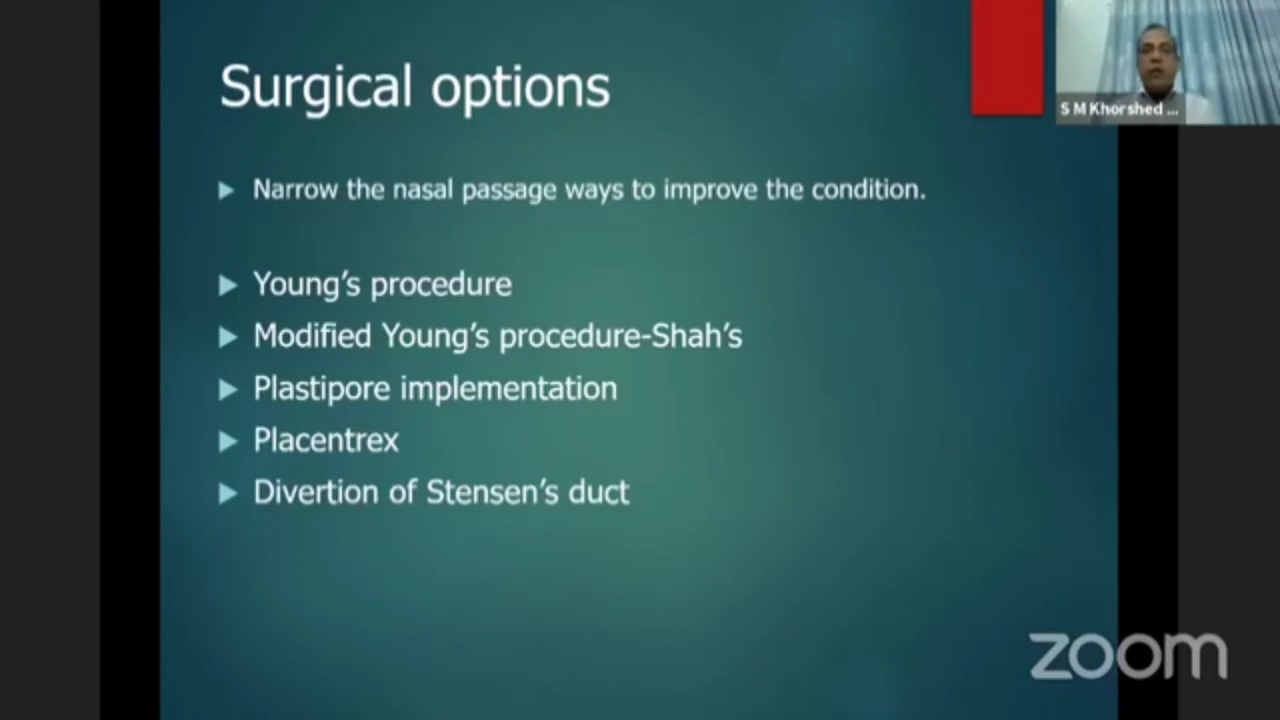 Surgical options
Narrow the nasal passage ways to improve the condition.
Young's procedure
Modified Young's procedure-Shah's
Plastipore implementation
Placentrex
Divertion of Stensen's duct
S M Khorshed ...
zoom